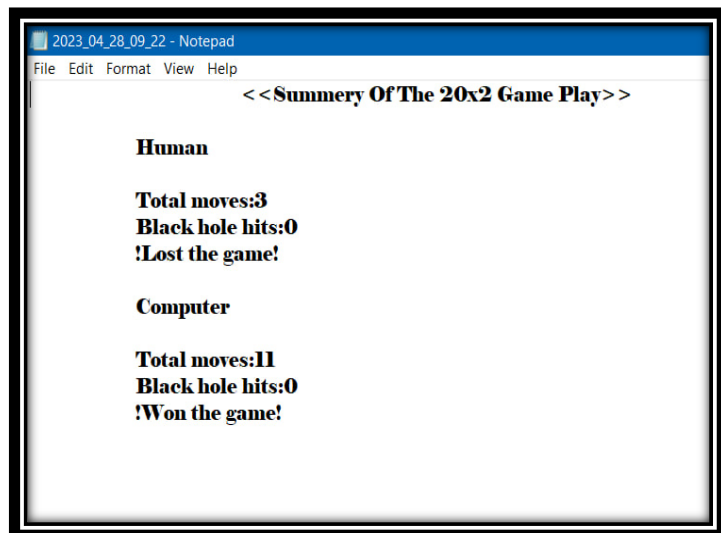 2023_04_28_09_22 - Notepad
File Edit Format View Help
<<Summery Of The 20x2 Game Play>>
Human
Total moves:3
Black hole hits:0
!Lost the game!
Computer
Total moves:11
Black hole hits:0
!Won the game!